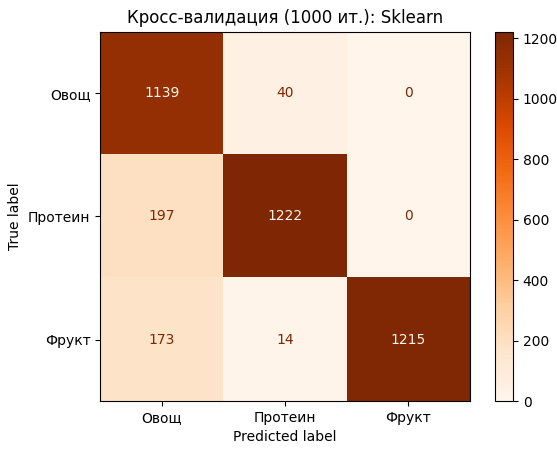 Кросс-валидация (1000 ит.): Sklearn
True label
Овощ
1139 40 0
Протеин
197 1222 0
Фрукт
173 14 1215
Овощ Протеин Фрукт
Predicted label
1200
1000
800
600
400
200
0